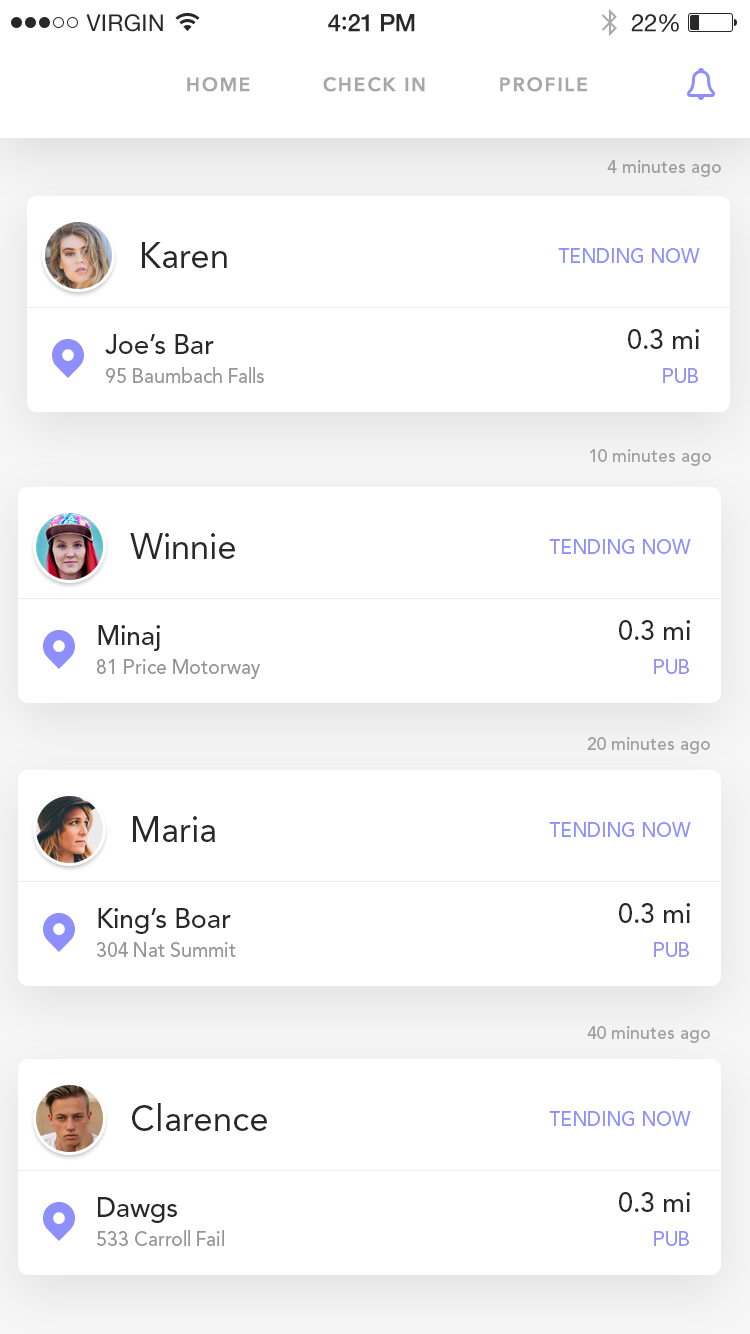 VIRGIN 4:21 PM 22%
HOME CHECK IN PROFILE
4 minutes ago
Karen TENDING NOW
Joe’s Bar 0.3 mi
95 Baumbach Falls PUB
10 minutes ago
Winnie TENDING NOW
Minaj 0.3 mi
81 Price Motorway PUB
20 minutes ago
Maria TENDING NOW
King’s Boar 0.3 mi
304 Nat Summit PUB
40 minutes ago
Clarence TENDING NOW
Dawgs 0.3 mi
533 Carroll Fail PUB